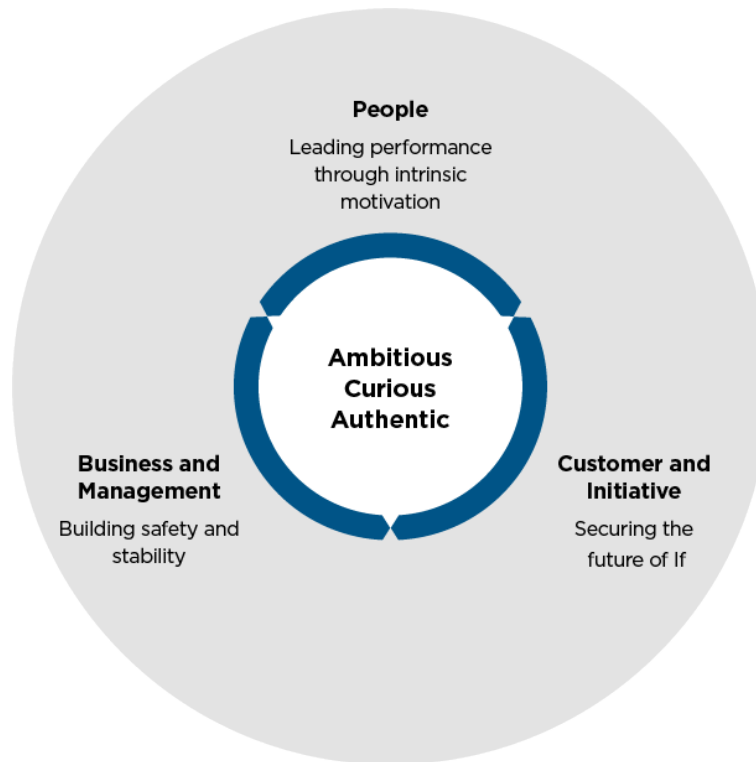 People
Leading performance
through intrinsic
motivation
Ambitious
Curious
Authentic
Business and
Management
Building safety and
stability
Customer and
Initiative
Securing the
future of If